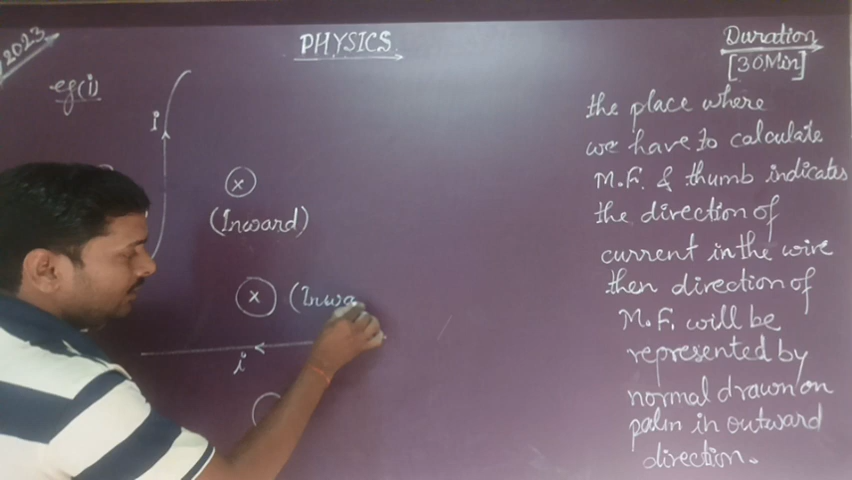 2023
PHYSICS
Duration
[30Min]
eg(i)
i
(Inward)
(Inwa
i
the place where
we have to calculate
M.F. & thumb indicates
the direction of
current in the wire
then direction of
M.F. will be
represented by
normal drawn on
palm in outward
direction.